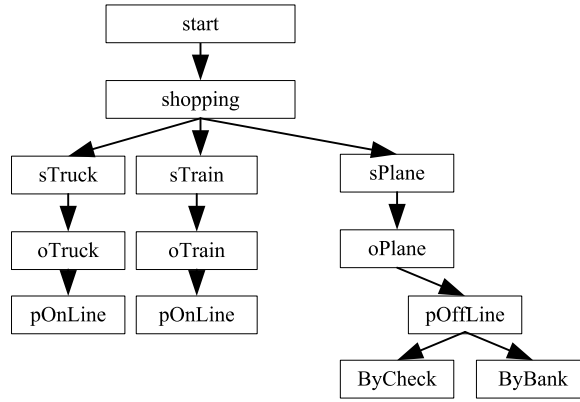 start
shopping
sTruck sTrain sPlane
oTruck oTrain oPlane
pOnLine pOnLine pOffLine
ByCheck ByBank